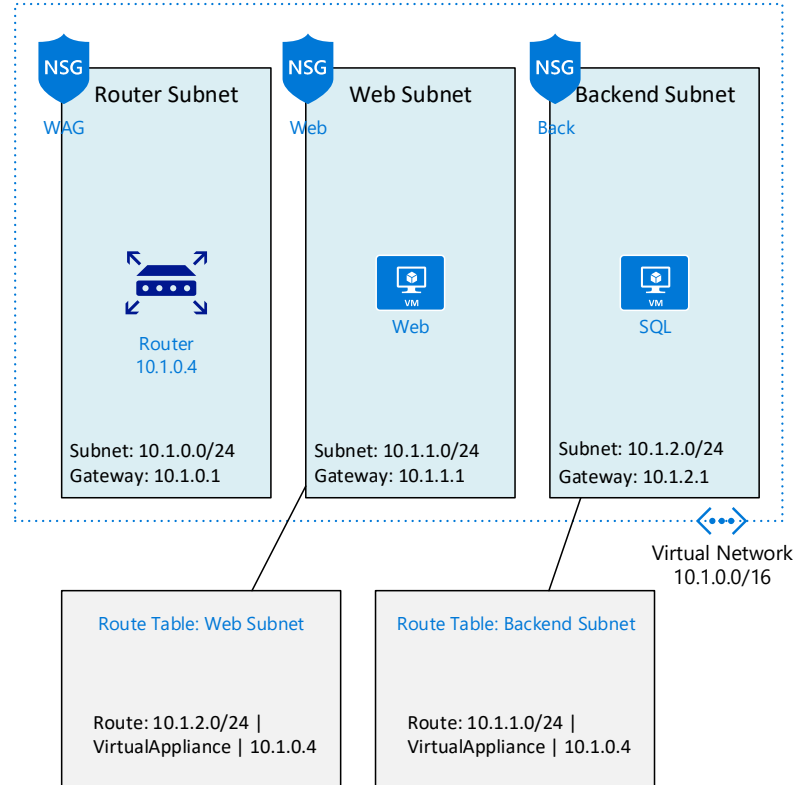 NSG
NSG
NSG
Router Subnet
Web Subnet
Backend Subnet
WAG
Web
Back
VM
VM
Router
10.1.0.4
Web
SQL
Subnet: 10.1.0.0/24
Gateway: 10.1.0.1
Subnet: 10.1.1.0/24
Gateway: 10.1.1.1
Subnet: 10.1.2.0/24
Gateway: 10.1.2.1
Virtual Network
10.1.0.0/16
Route Table: Web Subnet
Route: 10.1.2.0/24 |
VirtualAppliance | 10.1.0.4
Route Table: Backend Subnet
Route: 10.1.1.0/24 |
VirtualAppliance | 10.1.0.4